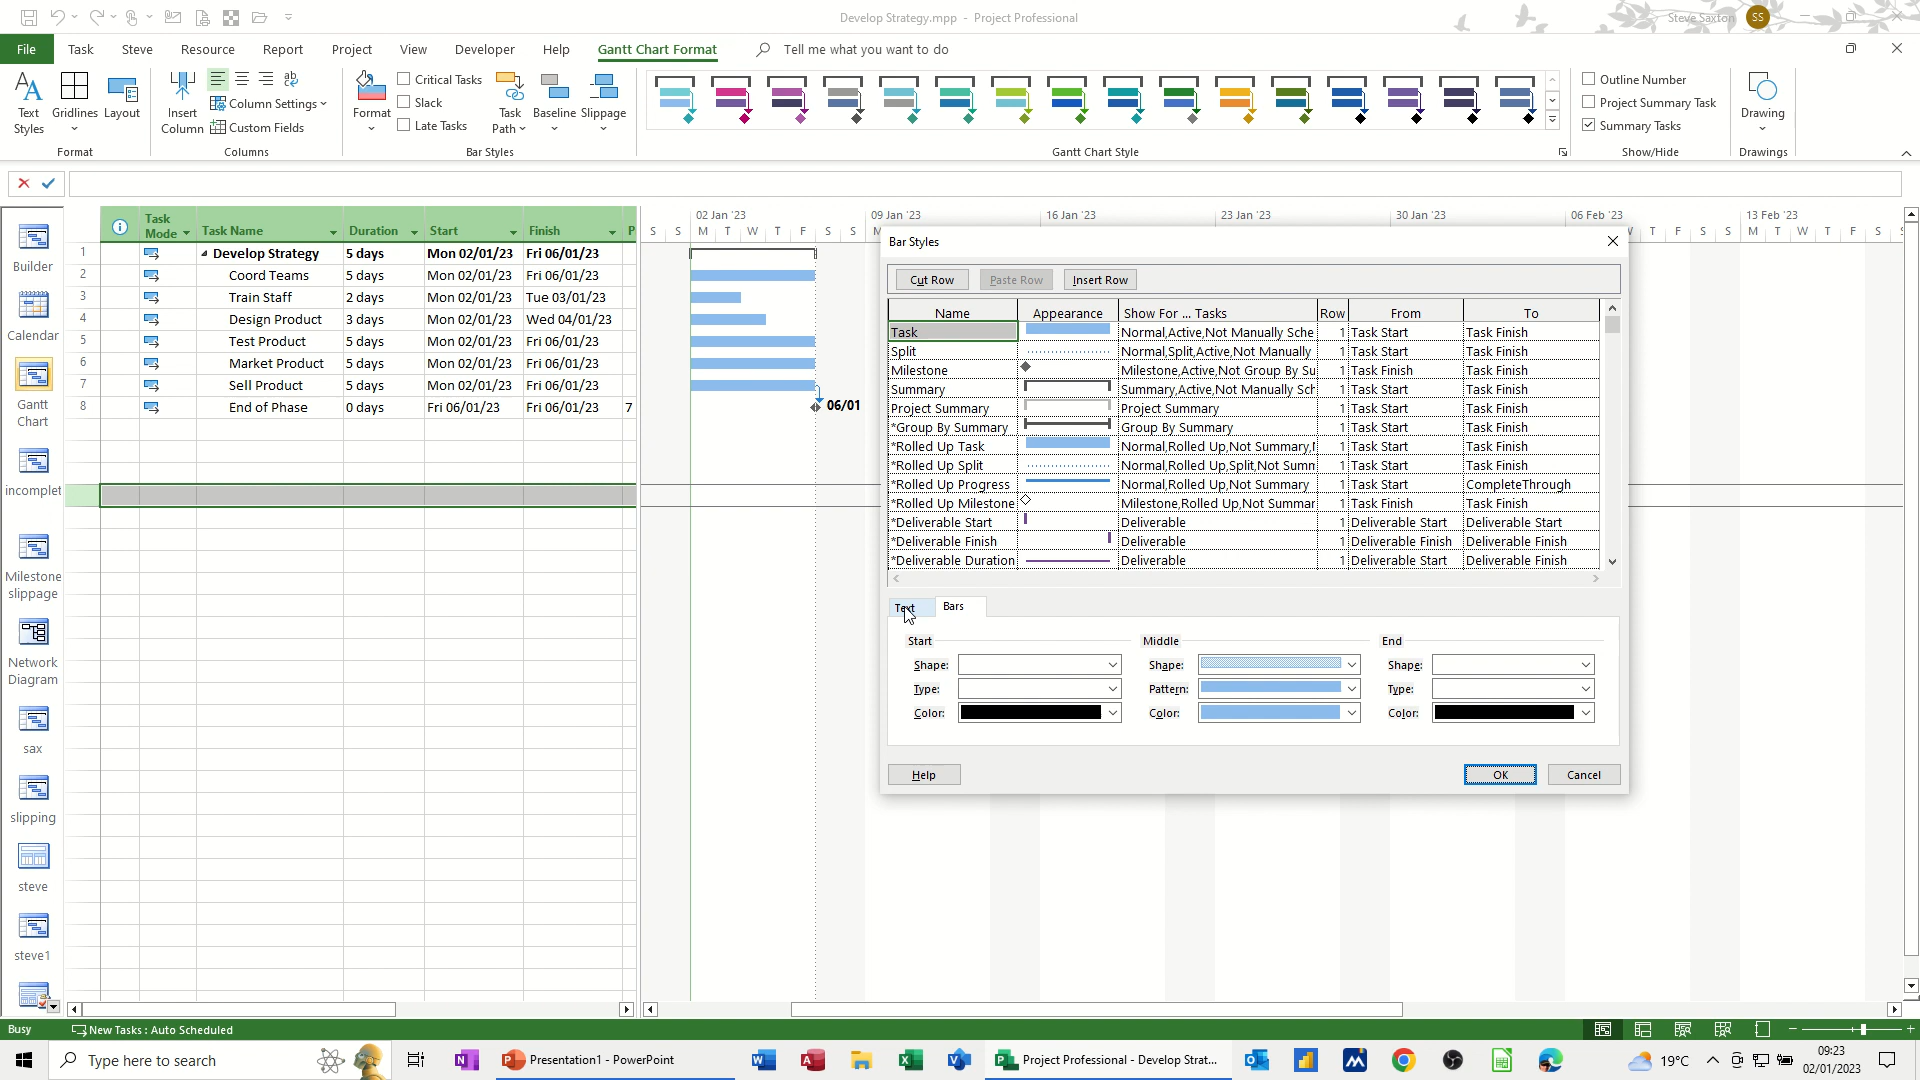 Develop Strategy.mpp - Project Professional
Steve Saxton SS
File Task Steve Resource Report Project View Developer Help Gantt Chart Format Tell me what you want to do
Text Styles
Gridlines
Layout
Format
Insert Column
ab
Column Settings
Custom Fields
Columns
Format
Critical Tasks
Slack
Late Tasks
Task Path
Baseline
Slippage
Bar Styles
Gantt Chart Style
Outline Number
Project Summary Task
Summary Tasks
Show/Hide
Drawing
Drawings
Builder
Calendar
Gantt Chart
incomplet
Milestone slippage
Network Diagram
sax
slipping
steve
steve1
Task Mode Task Name Duration Start Finish P
1 Develop Strategy 5 days Mon 02/01/23 Fri 06/01/23
2 Coord Teams 5 days Mon 02/01/23 Fri 06/01/23
3 Train Staff 2 days Mon 02/01/23 Tue 03/01/23
4 Design Product 3 days Mon 02/01/23 Wed 04/01/23
5 Test Product 5 days Mon 02/01/23 Fri 06/01/23
6 Market Product 5 days Mon 02/01/23 Fri 06/01/23
7 Sell Product 5 days Mon 02/01/23 Fri 06/01/23
8 End of Phase 0 days Fri 06/01/23 Fri 06/01/23 7
02 Jan '23 09 Jan '23 16 Jan '23 23 Jan '23 30 Jan '23 06 Feb '23 13 Feb '23
S S M T W T F S S T W T F S S M T W T F S S
06/01
Bar Styles
Cut Row Paste Row Insert Row
Name Appearance Show For ... Tasks Row From To
Task Normal,Active,Not Manually Sche 1 Task Start Task Finish
Split Normal,Split,Active,Not Manually 1 Task Start Task Finish
Milestone Milestone,Active,Not Group By Su 1 Task Finish Task Finish
Summary Summary,Active,Not Manually Sch 1 Task Start Task Finish
Project Summary Project Summary 1 Task Start Task Finish
*Group By Summary Group By Summary 1 Task Start Task Finish
*Rolled Up Task Normal,Rolled Up,Not Summary, 1 Task Start Task Finish
*Rolled Up Split Normal,Rolled Up,Split,Not Summ 1 Task Start Task Finish
*Rolled Up Progress Normal,Rolled Up,Not Summary 1 Task Start CompleteThrough
*Rolled Up Milestone Milestone,Rolled Up,Not Summar 1 Task Finish Task Finish
*Deliverable Start Deliverable 1 Deliverable Start Deliverable Start
*Deliverable Finish Deliverable 1 Deliverable Finish Deliverable Finish
*Deliverable Duration Deliverable 1 Deliverable Start Deliverable Finish
Text Bars
Start Middle End
Shape: Shape: Shape:
Type: Pattern: Type:
Color: Color: Color:
Help OK Cancel
Busy New Tasks : Auto Scheduled
Type here to search
Presentation1 - PowerPoint
Project Professional - Develop Strat...
19°C
09:23
02/01/2023